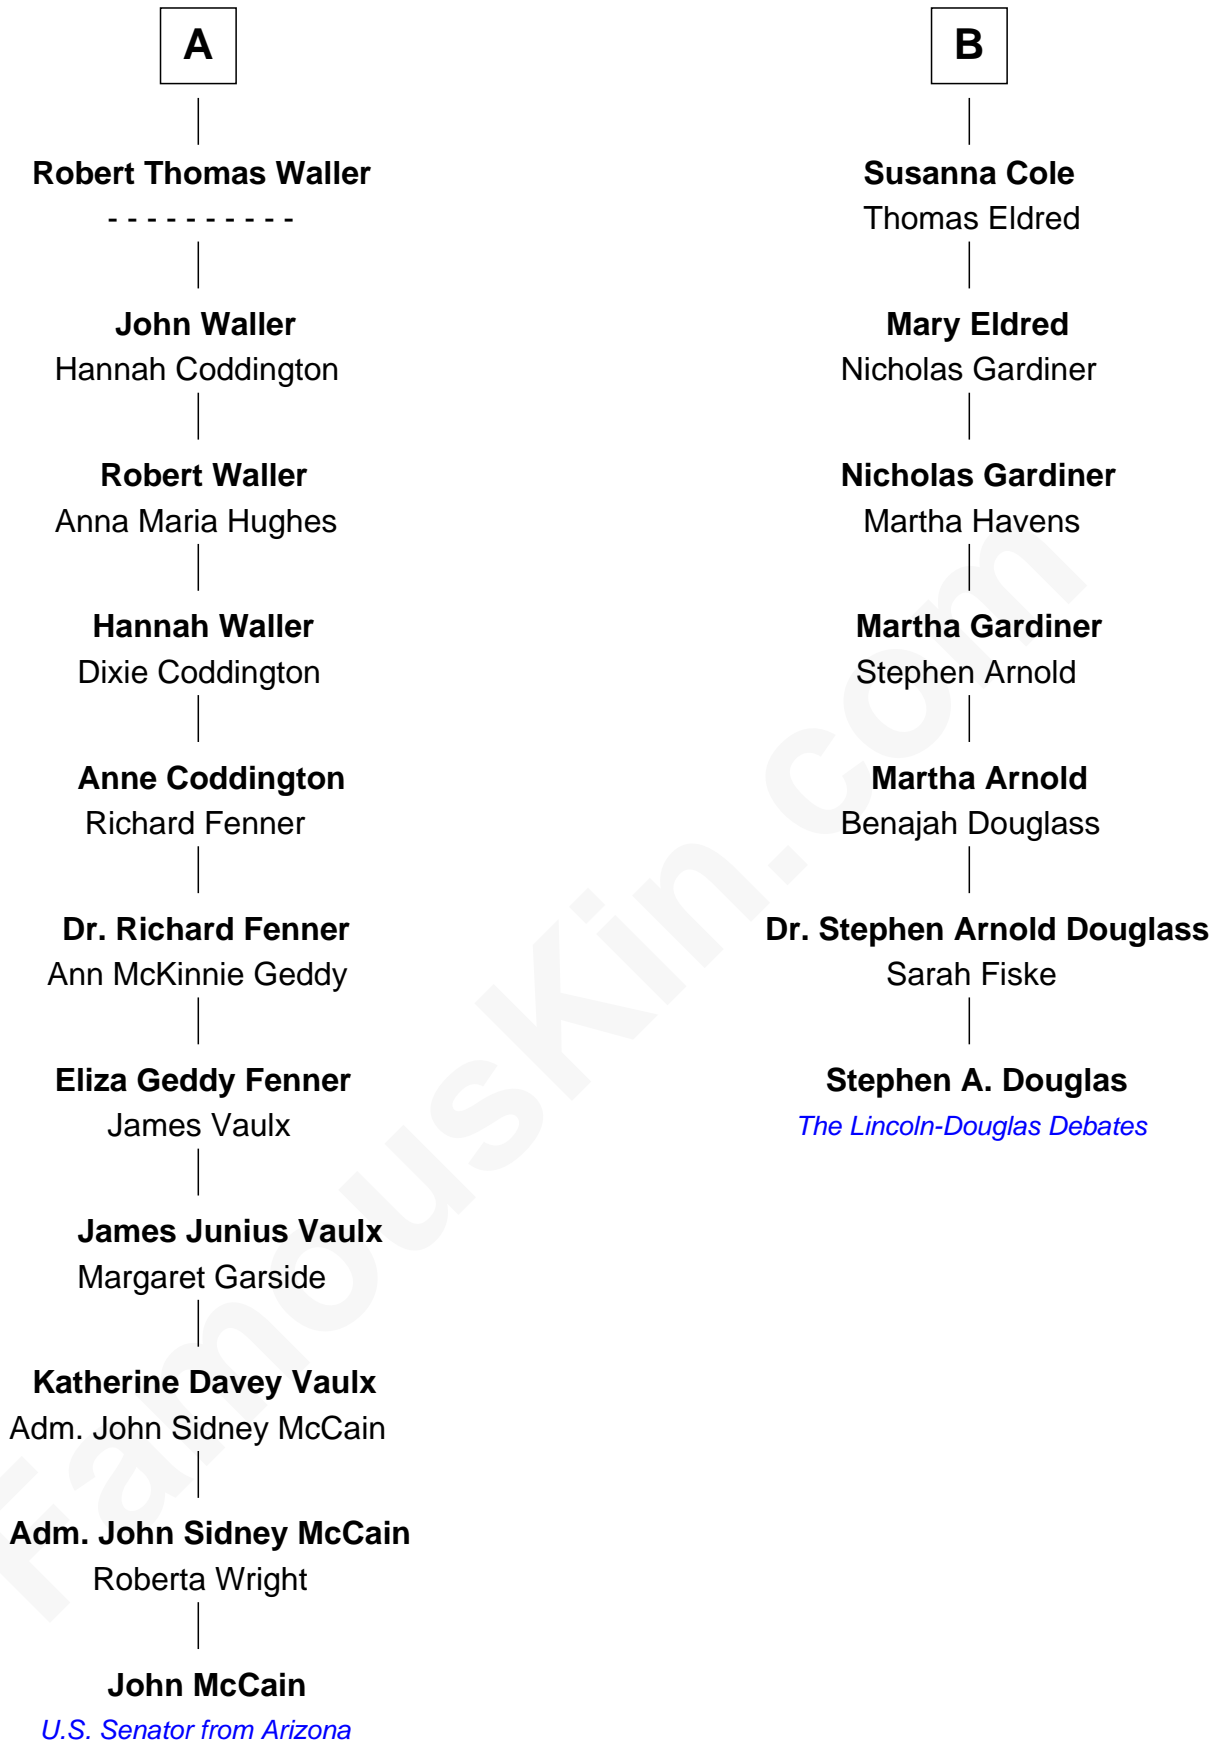 A
Robert Thomas Waller
- - - - - - - - - -
John Waller
Hannah Coddington
Robert Waller
Anna Maria Hughes
Hannah Waller
Dixie Coddington
Anne Coddington
Richard Fenner
Dr. Richard Fenner
Ann McKinnie Geddy
Eliza Geddy Fenner
James Vaulx
James Junius Vaulx
Margaret Garside
Katherine Davey Vaulx
Adm. John Sidney McCain
Adm. John Sidney McCain
Roberta Wright
John McCain
U.S. Senator from Arizona
B
Susanna Cole
Thomas Eldred
Mary Eldred
Nicholas Gardiner
Nicholas Gardiner
Martha Havens
Martha Gardiner
Stephen Arnold
Martha Arnold
Benajah Douglass
Dr. Stephen Arnold Douglass
Sarah Fiske
Stephen A. Douglas
The Lincoln-Douglas Debates
FamousKin.com